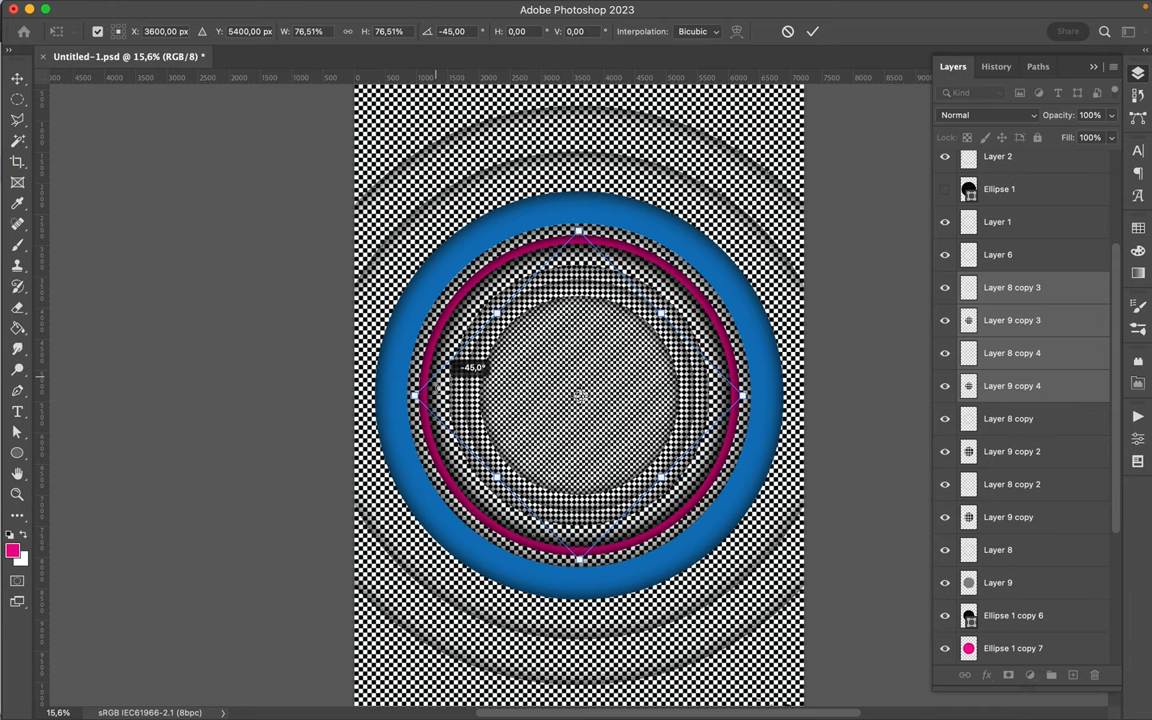 Adobe Photoshop 2023
X: 3600,00 px Y: 5400,00 px W: 76,51% H: 76,51% -45,00 ° H: 0,00 ° V: 0,00 ° Interpolation: Bicubic Share
Untitled-1.psd @ 15,6% (RGB/8) *
Layers History Paths
Kind
Normal Opacity: 100%
Lock: Fill: 100%
Layer 2
Ellipse 1
Layer 1
Layer 6
Layer 8 copy 3
Layer 9 copy 3
Layer 8 copy 4
Layer 9 copy 4
Layer 8 copy
Layer 9 copy 2
Layer 8 copy 2
Layer 9 copy
Layer 8
Layer 9
Ellipse 1 copy 6
Ellipse 1 copy 7
-45,0°
15,6% sRGB IEC61966-2.1 (8bpc)